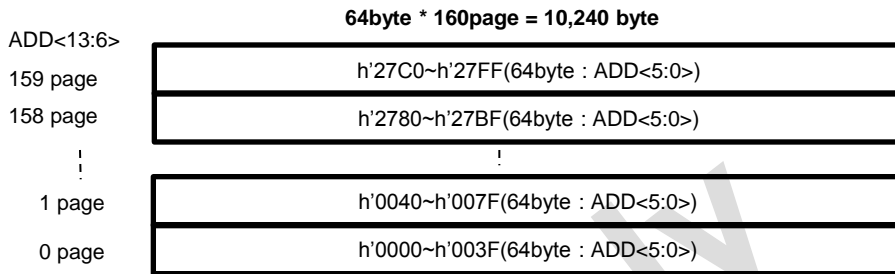 64byte * 160page = 10,240 byte
ADD<13:6>
159 page h'27C0~h'27FF(64byte : ADD<5:0>)
158 page h'2780~h'27BF(64byte : ADD<5:0>)
1 page h'0040~h'007F(64byte : ADD<5:0>)
0 page h'0000~h'003F(64byte : ADD<5:0>)